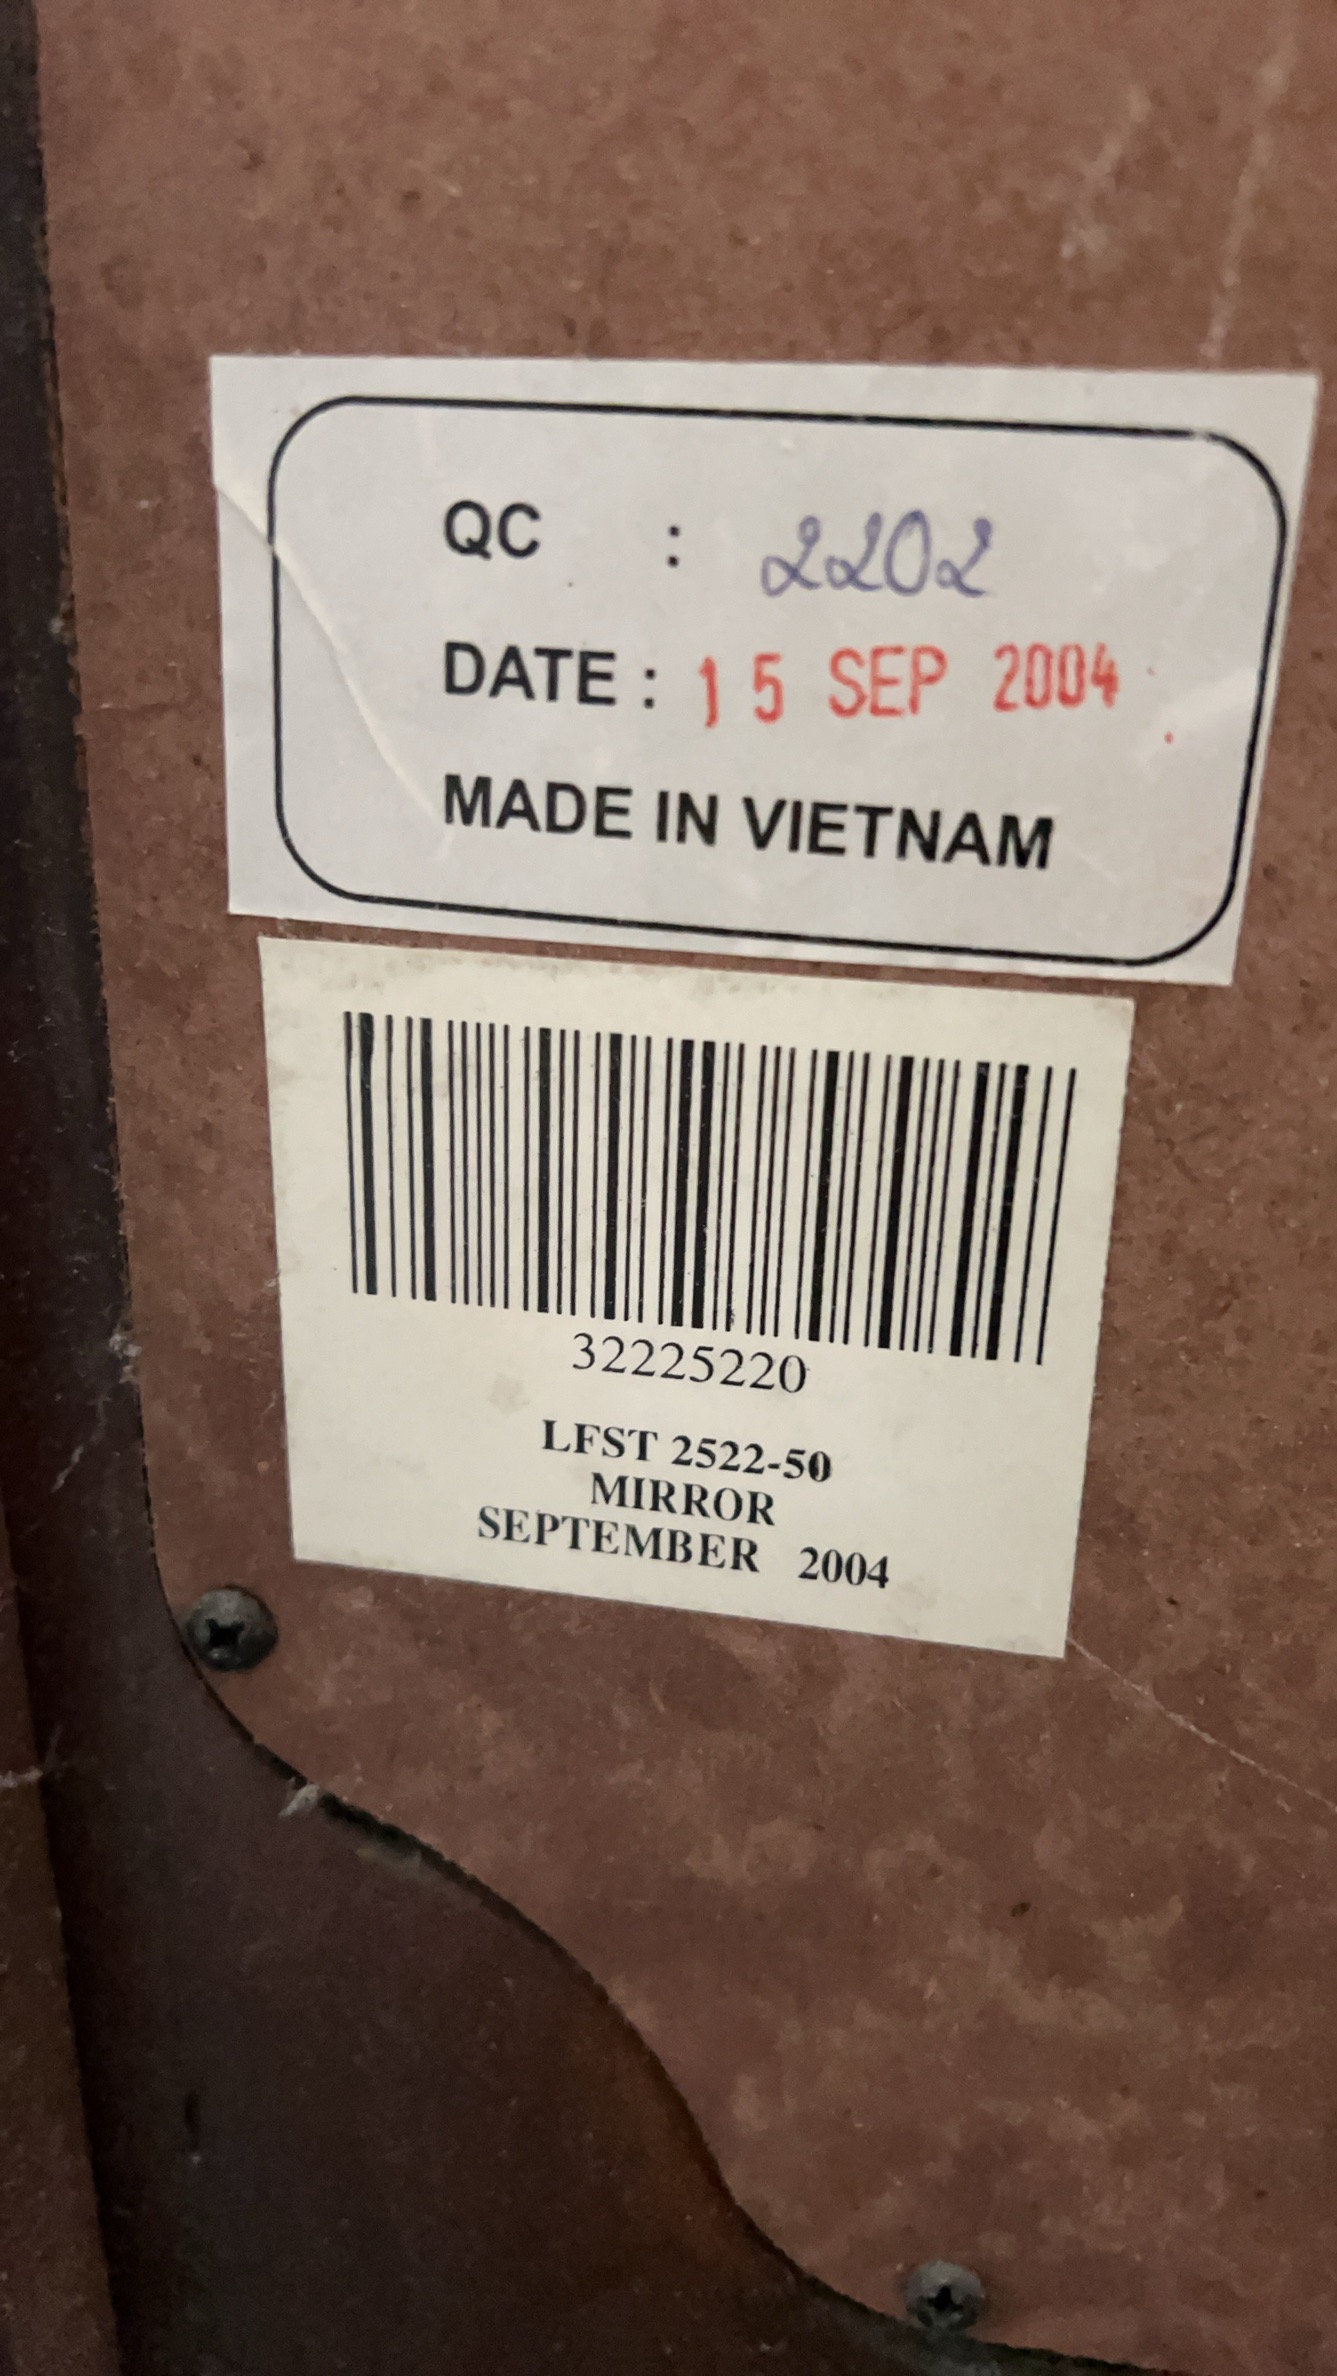 QC : 2202
DATE : 15 SEP 2004
MADE IN VIETNAM
32225220
LFST 2522-50
MIRROR
SEPTEMBER 2004